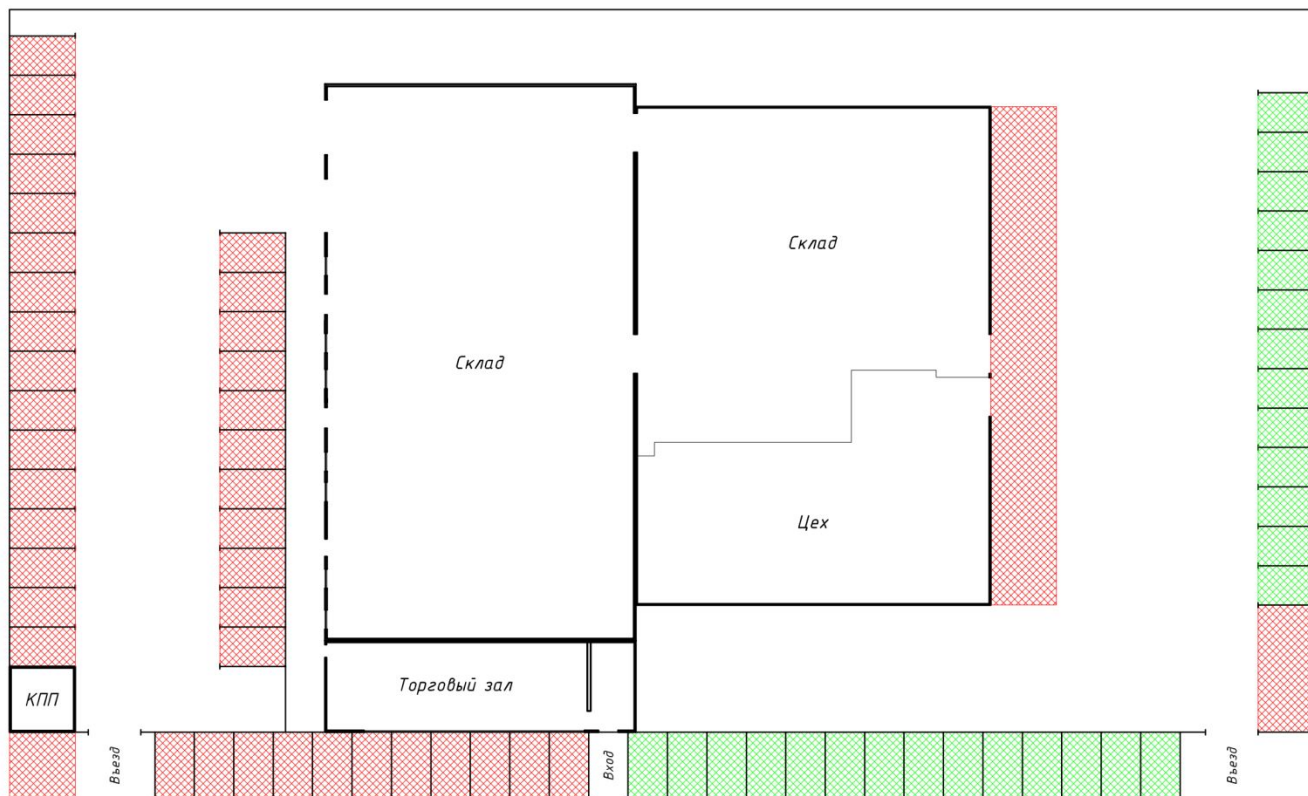 Склад
Склад
Цех
Торговый зал
КПП
Въезд
Вход
Въезд